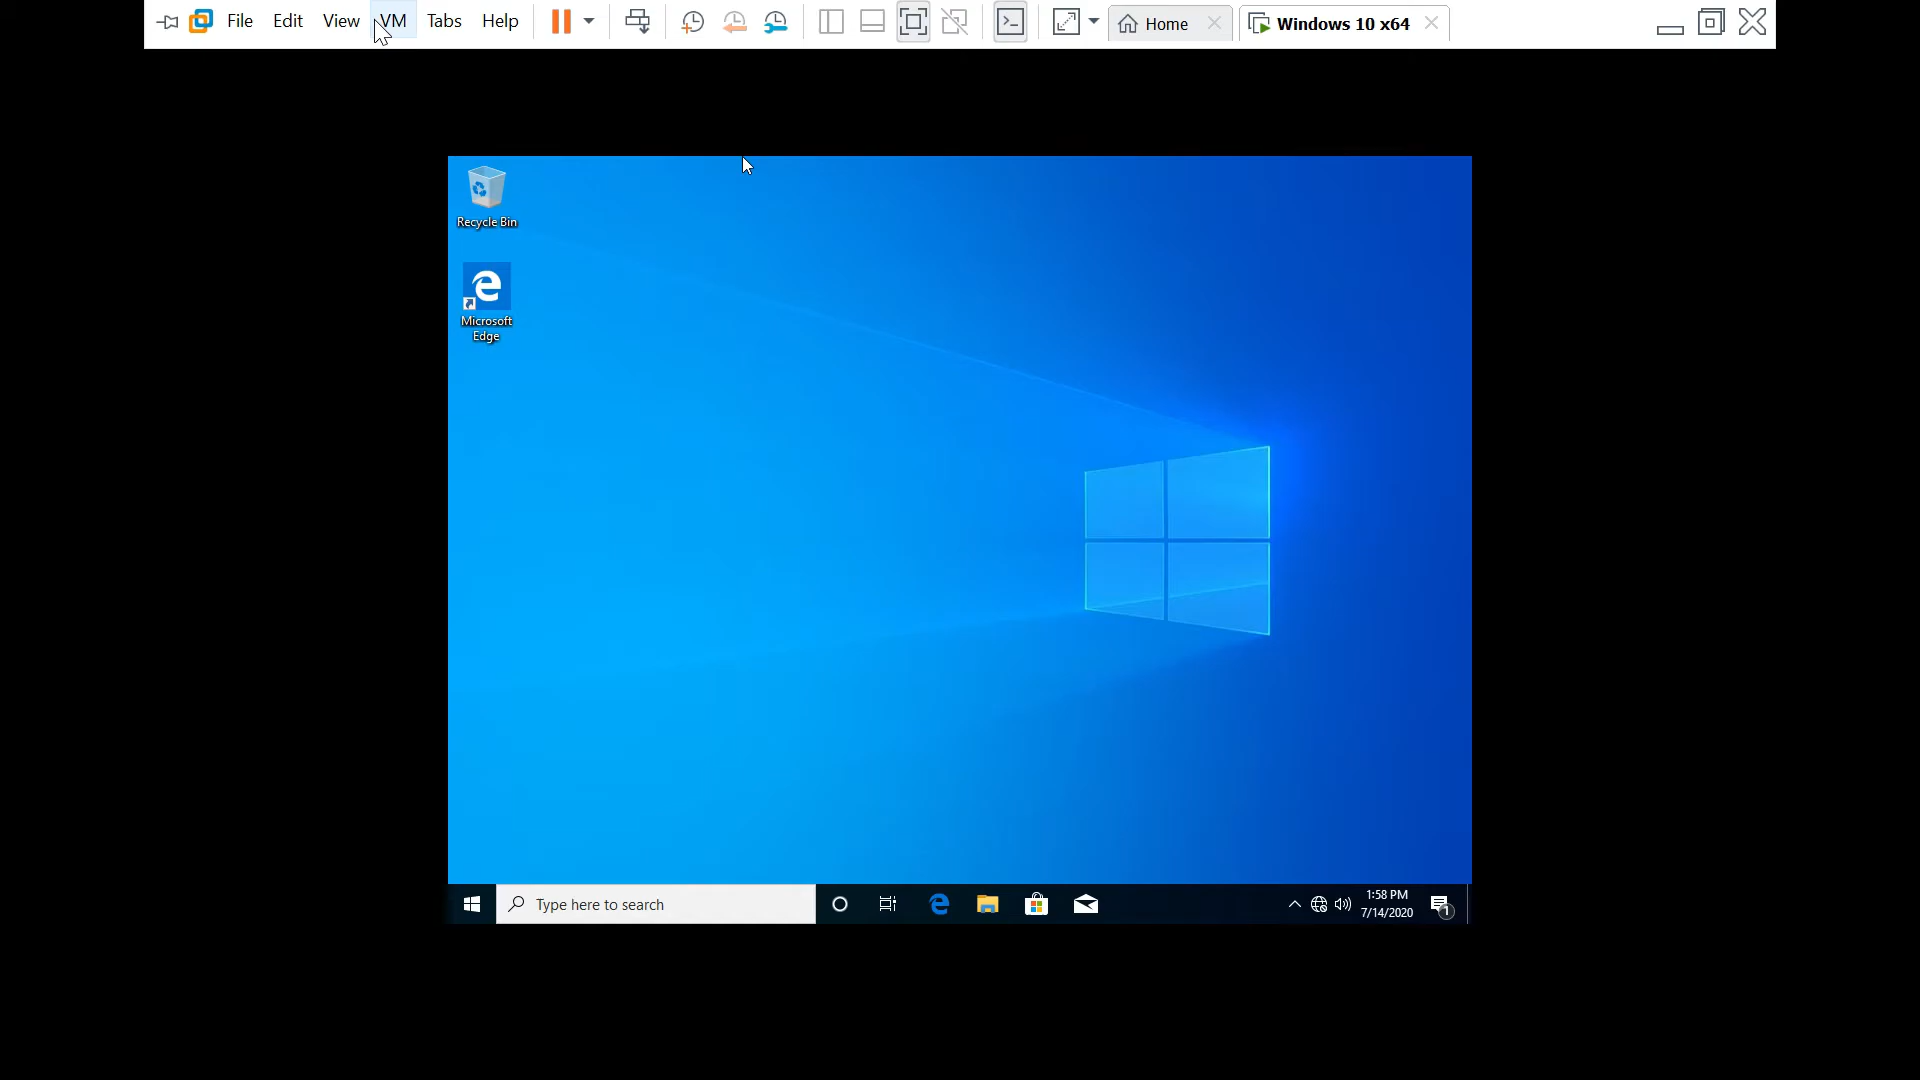 File Edit View VM Tabs Help Home Windows 10 x64
Recycle Bin
Microsoft
Edge
Type here to search
1:58 PM
7/14/2020
1